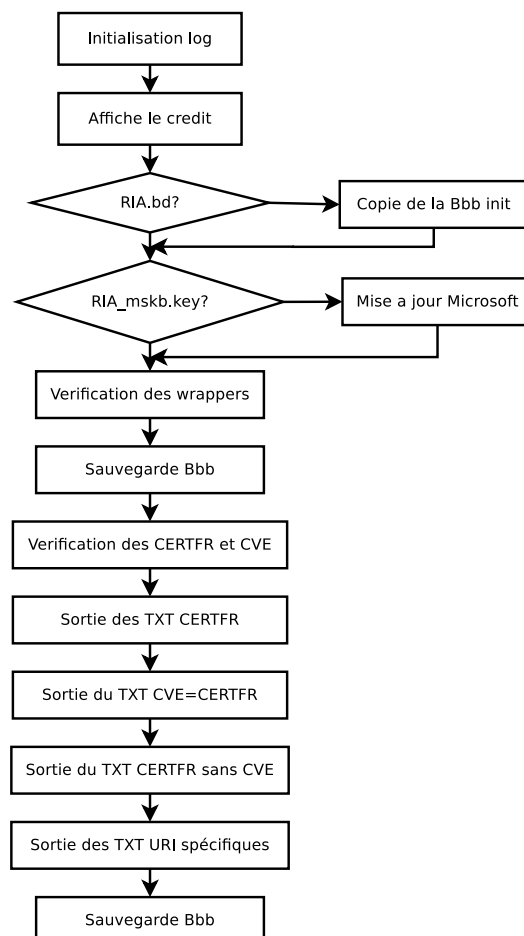 Initialisation log
Affiche le credit
RIA.bd?
Copie de la Bbb init
RIA_mskb.key?
Mise a jour Microsoft
Verification des wrappers
Sauvegarde Bbb
Verification des CERTFR et CVE
Sortie des TXT CERTFR
Sortie du TXT CVE=CERTFR
Sortie du TXT CERTFR sans CVE
Sortie des TXT URI spécifiques
Sauvegarde Bbb